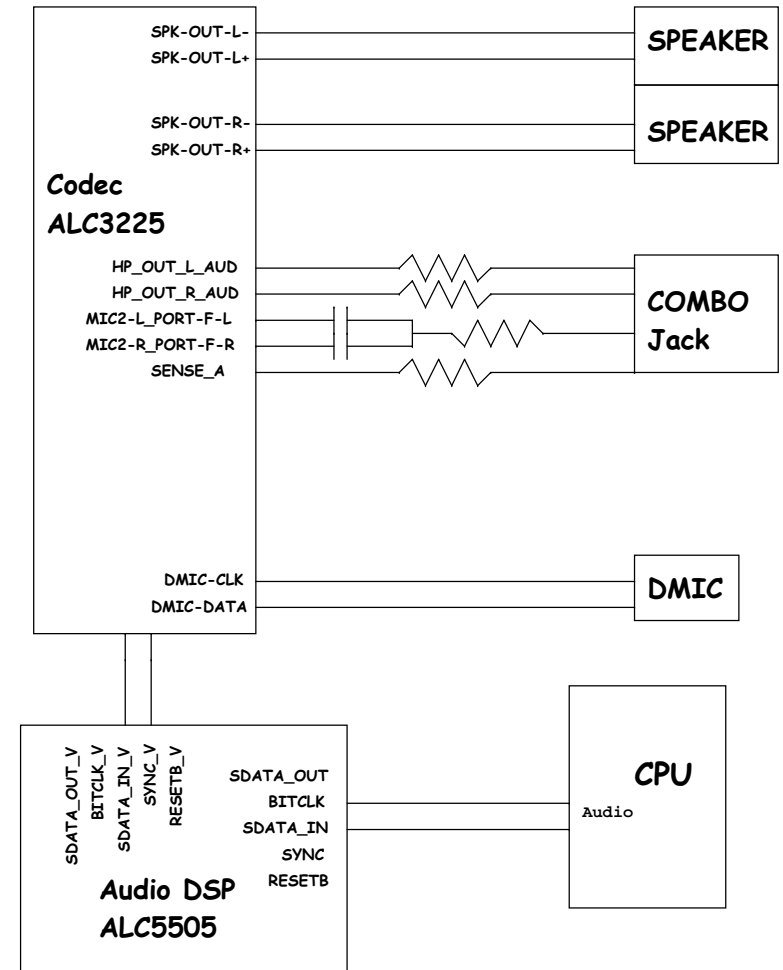 SPK-OUT-L-
SPK-OUT-L+
SPEAKER
SPK-OUT-R-
SPK-OUT-R+
SPEAKER
Codec
ALC3225
HP_OUT_L_AUD
HP_OUT_R_AUD
MIC2-L_PORT-F-L
MIC2-R_PORT-F-R
SENSE_A
COMBO
Jack
DMIC-CLK
DMIC-DATA
DMIC
SDATA_OUT_V
BITCLK_V
SDATA_IN_V
SYNC_V
RESETB_V
SDATA_OUT
BITCLK
SDATA_IN
SYNC
RESETB
Audio DSP
ALC5505
CPU
Audio